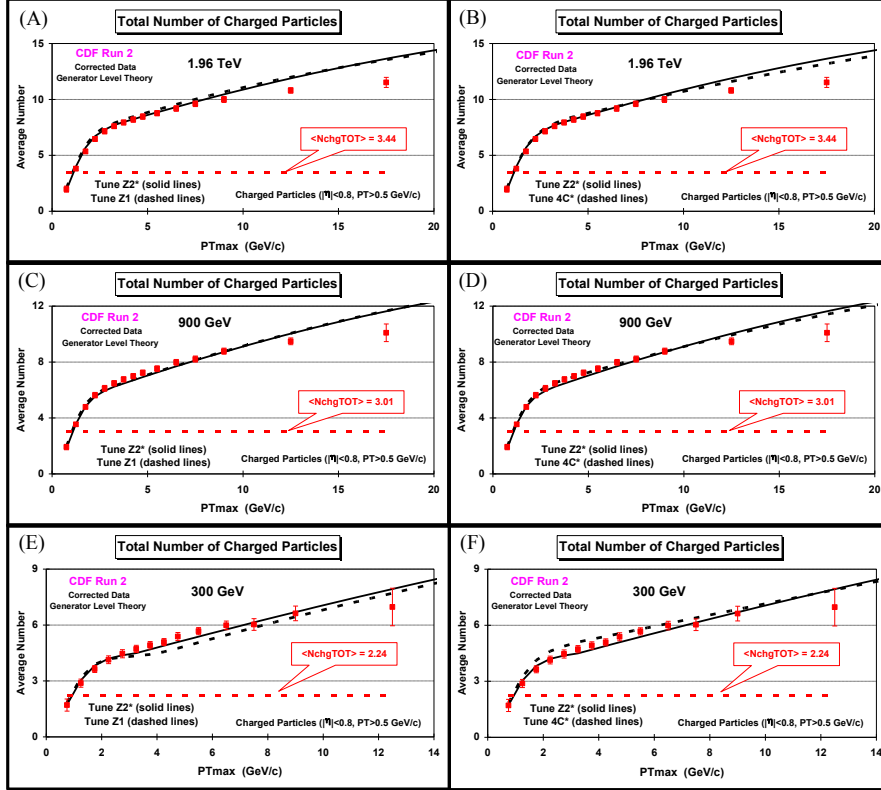 (A)
Total Number of Charged Particles
15
10
5
0
Average Number
CDF Run 2
Corrected Data
Generator Level Theory
1.96 TeV
<NchgTOT> = 3.44
Tune Z2* (solid lines)
Tune Z1 (dashed lines)
Charged Particles (|η|<0.8, PT>0.5 GeV/c)
0 5 10 15 20
PTmax (GeV/c)
(B)
Total Number of Charged Particles
15
10
5
0
Average Number
CDF Run 2
Corrected Data
Generator Level Theory
1.96 TeV
<NchgTOT> = 3.44
Tune Z2* (solid lines)
Tune 4C* (dashed lines)
Charged Particles (|η|<0.8, PT>0.5 GeV/c)
0 5 10 15 20
PTmax (GeV/c)
(C)
Total Number of Charged Particles
12
8
4
0
Average Number
CDF Run 2
Corrected Data
Generator Level Theory
900 GeV
<NchgTOT> = 3.01
Tune Z2* (solid lines)
Tune Z1 (dashed lines)
Charged Particles (|η|<0.8, PT>0.5 GeV/c)
0 5 10 15 20
PTmax (GeV/c)
(D)
Total Number of Charged Particles
12
8
4
0
Average Number
CDF Run 2
Corrected Data
Generator Level Theory
900 GeV
<NchgTOT> = 3.01
Tune Z2* (solid lines)
Tune 4C* (dashed lines)
Charged Particles (|η|<0.8, PT>0.5 GeV/c)
0 5 10 15 20
PTmax (GeV/c)
(E)
Total Number of Charged Particles
9
6
3
0
Average Number
CDF Run 2
Corrected Data
Generator Level Theory
300 GeV
<NchgTOT> = 2.24
Tune Z2* (solid lines)
Tune Z1 (dashed lines)
Charged Particles (|η|<0.8, PT>0.5 GeV/c)
0 2 4 6 8 10 12 14
PTmax (GeV/c)
(F)
Total Number of Charged Particles
9
6
3
0
Average Number
CDF Run 2
Corrected Data
Generator Level Theory
300 GeV
<NchgTOT> = 2.24
Tune Z2* (solid lines)
Tune 4C* (dashed lines)
Charged Particles (|η|<0.8, PT>0.5 GeV/c)
0 2 4 6 8 10 12 14
PTmax (GeV/c)